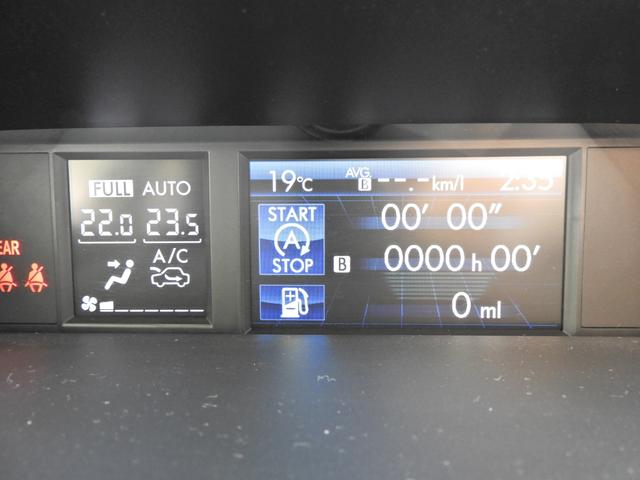 EAR
FULL AUTO
22.0 23.5
A/C
19℃
AVG.
B --.- km/l
2:35
START
A
STOP
00' 00"
B 0000 h 00'
0 ml